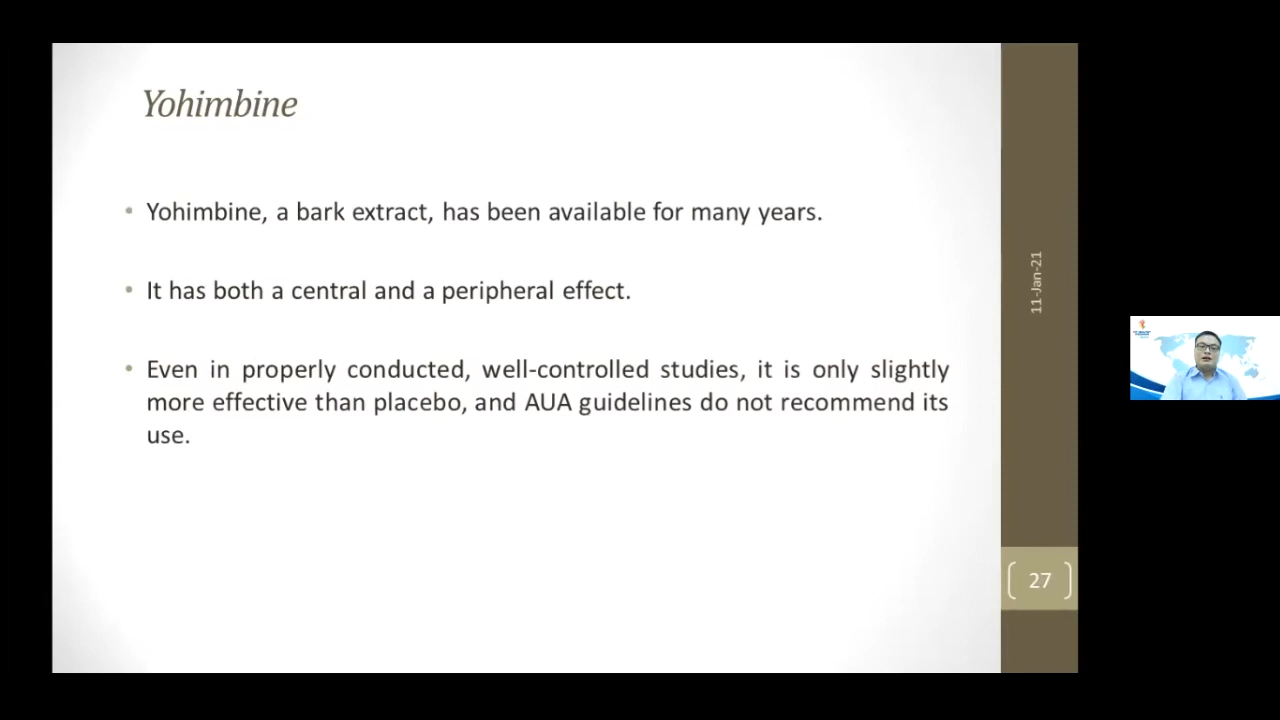 Yohimbine
• Yohimbine, a bark extract, has been available for many years.
• It has both a central and a peripheral effect.
• Even in properly conducted, well-controlled studies, it is only slightly
more effective than placebo, and AUA guidelines do not recommend its
use.
11-Jan-21
27